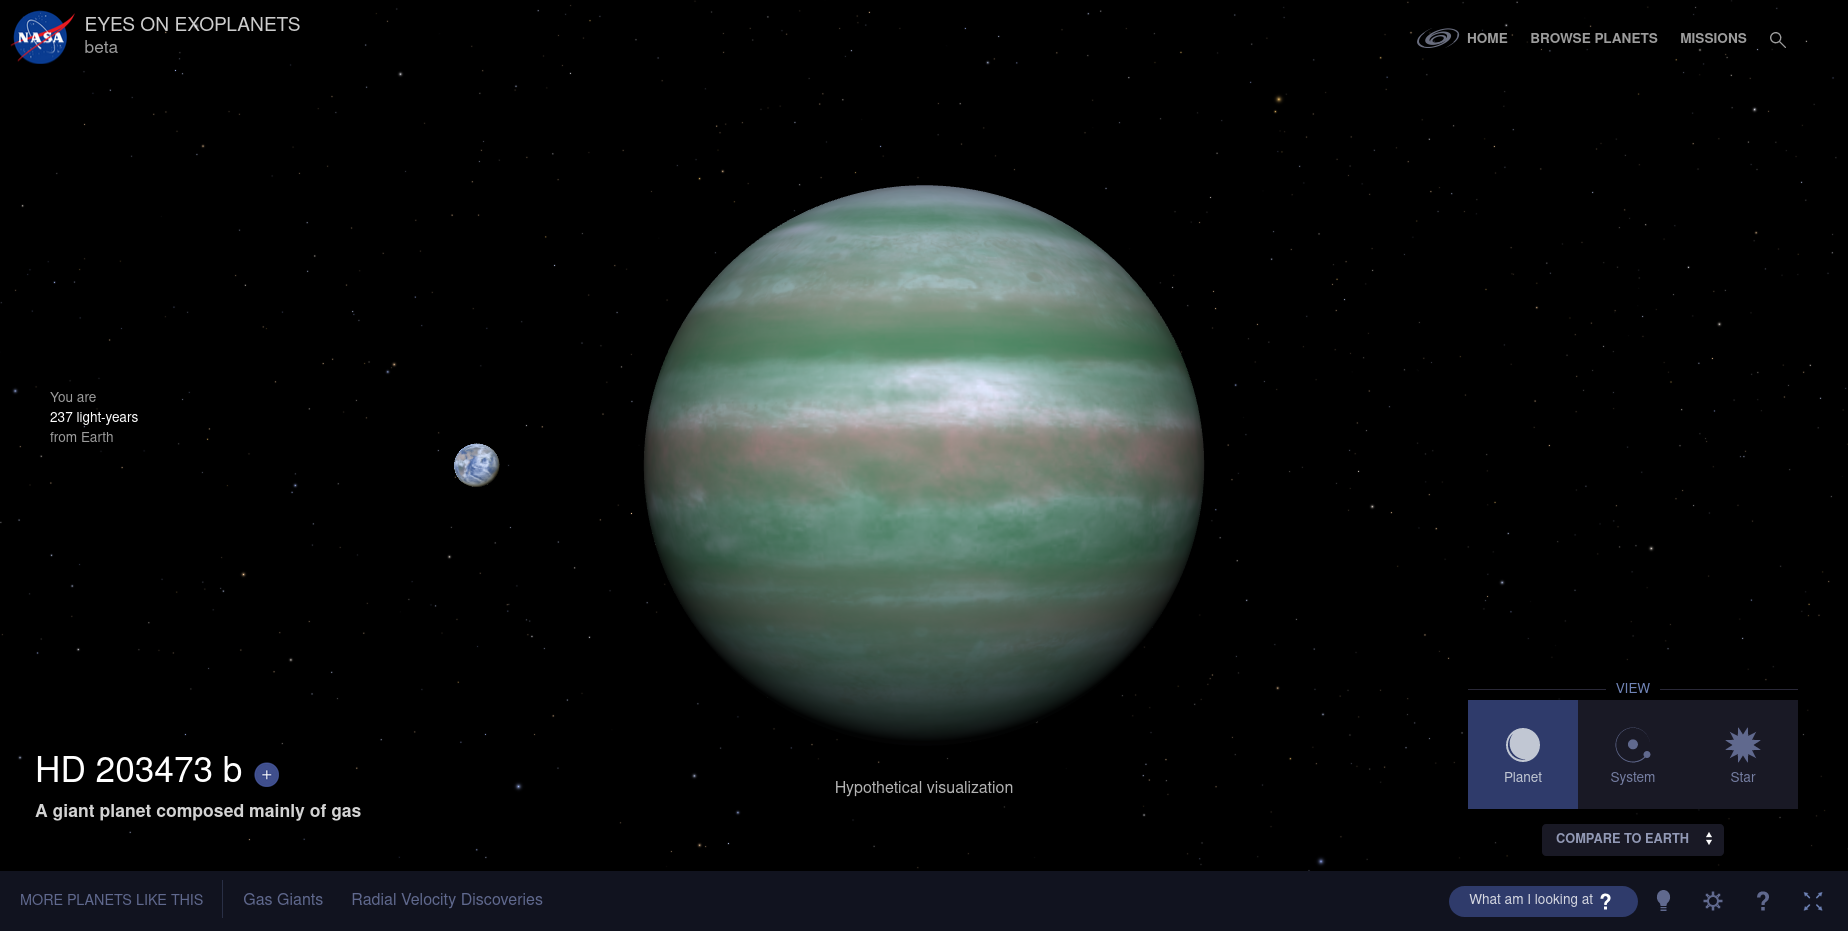 NASA
EYES ON EXOPLANETS
beta
HOME
BROWSE PLANETS
MISSIONS
You are
237 light-years
from Earth
VIEW
Planet
System
Star
HD 203473 b +
A giant planet composed mainly of gas
Hypothetical visualization
COMPARE TO EARTH
MORE PLANETS LIKE THIS
Gas Giants
Radial Velocity Discoveries
What am I looking at ?
?